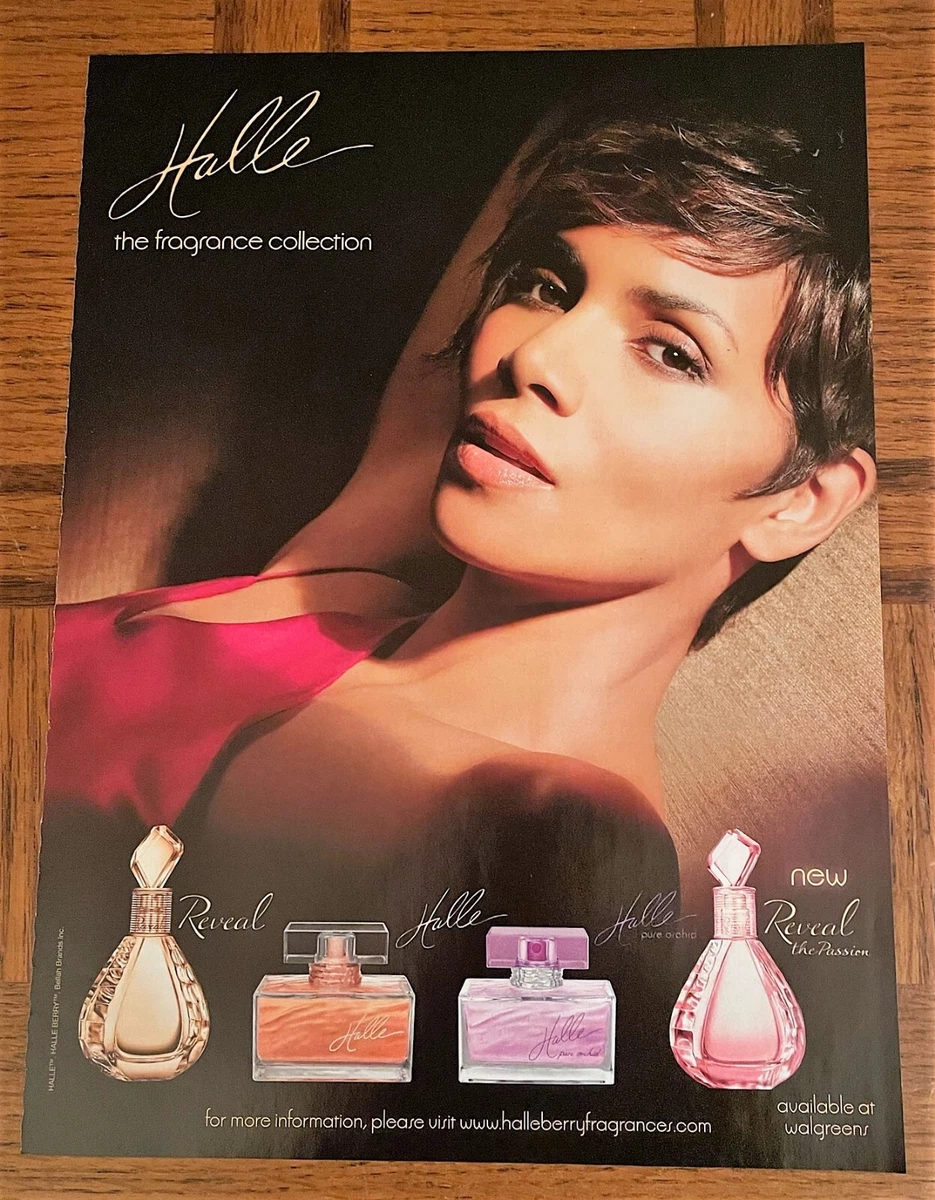 Halle
the fragrance collection
Reveal
Halle
Halle
pure orchid
new
Reveal
the Passion
Halle
Halle
pure orchid
HALLE™, HALLE BERRY™, Bellah Brands Inc.
for more information, please visit www.halleberryfragrances.com
available at
walgreens